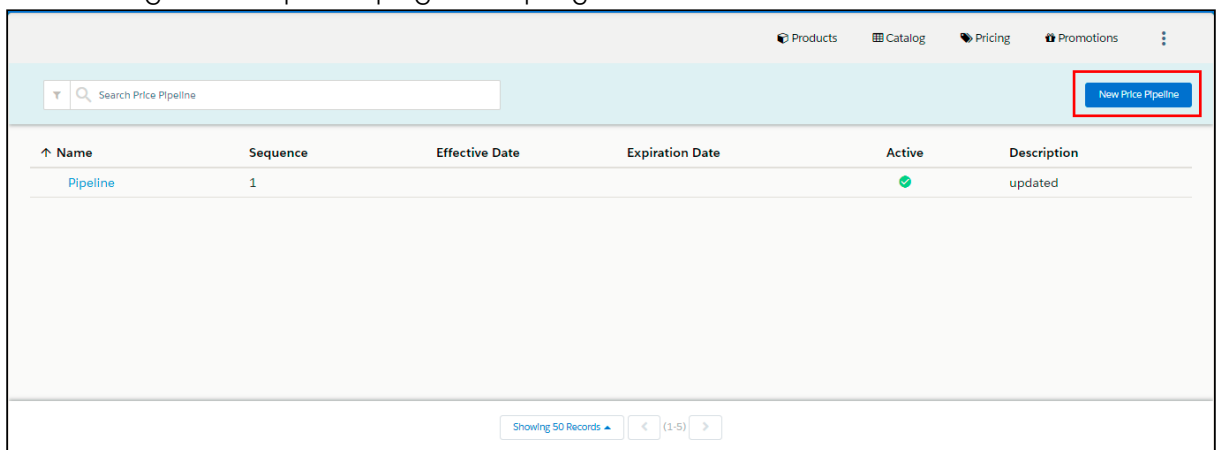 Products Catalog Pricing Promotions
Search Price Pipeline
New Price Pipeline
Name Sequence Effective Date Expiration Date Active Description
Pipeline 1 updated
Showing 50 Records (1-5)